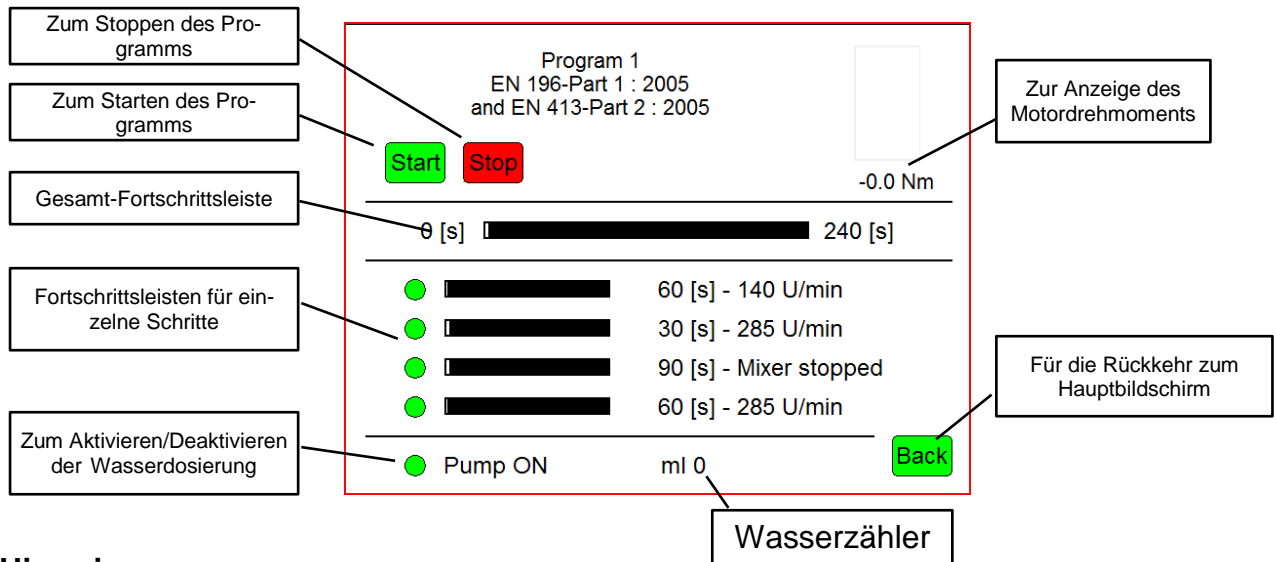 Zum Stoppen des Pro-
gramms
Zum Starten des Pro-
gramms
Gesamt-Fortschrittsleiste
Fortschrittsleisten für ein-
zelne Schritte
Zum Aktivieren/Deaktivieren
der Wasserdosierung
Program 1
EN 196-Part 1 : 2005
and EN 413-Part 2 : 2005
Start Stop
-0.0 Nm
0 [s] 240 [s]
60 [s] - 140 U/min
30 [s] - 285 U/min
90 [s] - Mixer stopped
60 [s] - 285 U/min
Pump ON ml 0
Back
Zur Anzeige des
Motordrehmoments
Für die Rückkehr zum
Hauptbildschirm
Wasserzähler